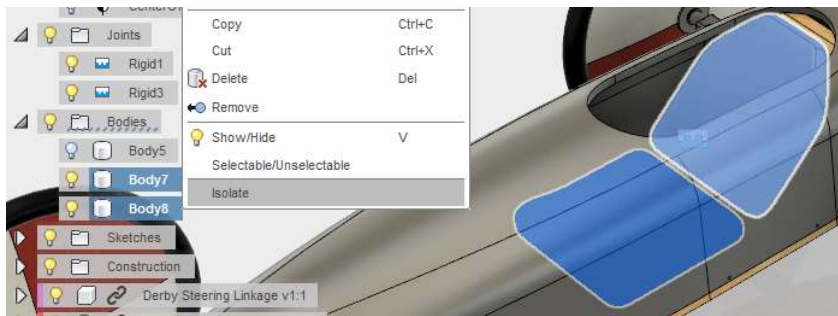 Joints
Rigid1
Rigid3
Bodies
Body5
Body7
Body8
Sketches
Construction
Derby Steering Linkage v1:1
Copy Ctrl+C
Cut Ctrl+X
Delete Del
Remove
Show/Hide V
Selectable/Unselectable
Isolate